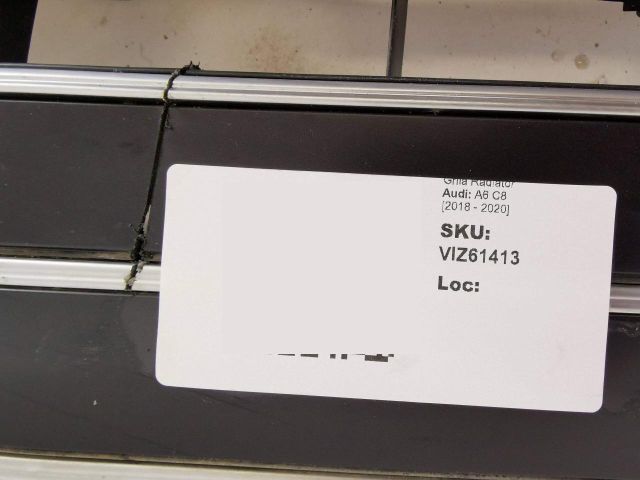 Grila Radiator
Audi: A6 C8
[2018 - 2020]
SKU:
VIZ61413
Loc: